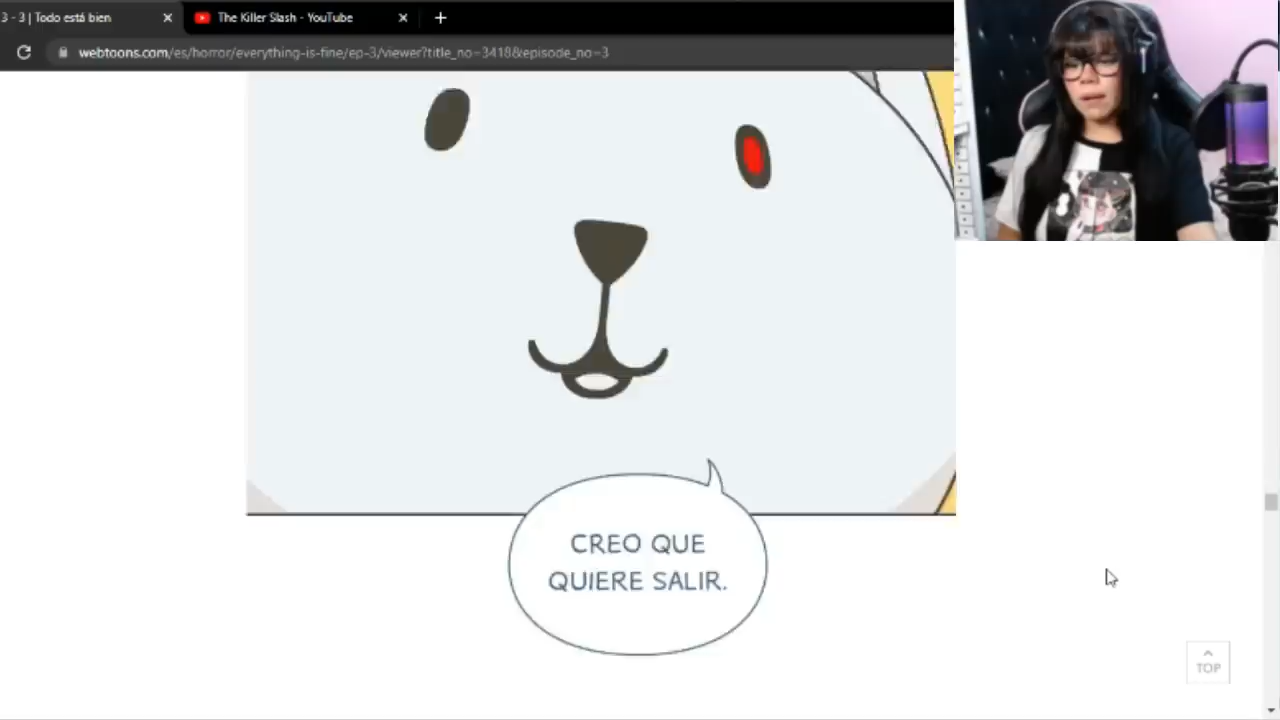 3 - 3 | Todo está bien
The Killer Slash - YouTube
webtoons.com/es/horror/everything-is-fine/ep-3/viewer?title_no=3418&episode_no=3
CREO QUE
QUIERE SALIR.
TOP